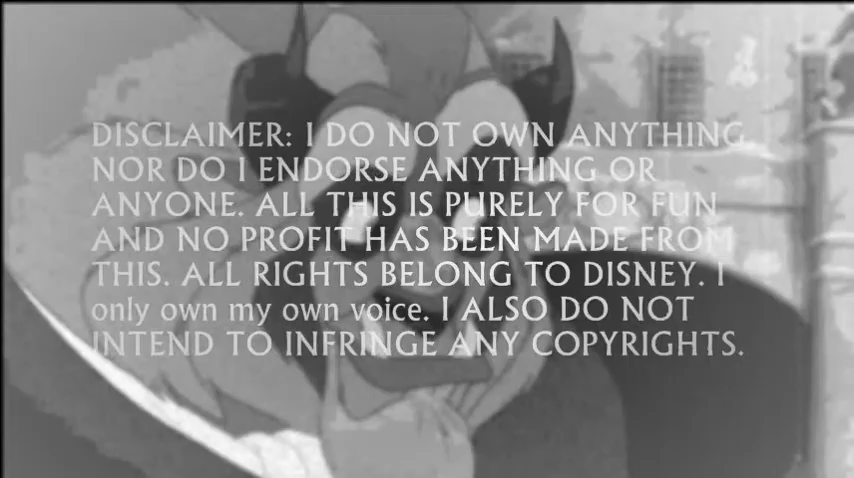 DISCLAIMER: I DO NOT OWN ANYTHING
NOR DO I ENDORSE ANYTHING OR
ANYONE. ALL THIS IS PURELY FOR FUN
AND NO PROFIT HAS BEEN MADE FROM
THIS. ALL RIGHTS BELONG TO DISNEY. I
only own my own voice. I ALSO DO NOT
INTEND TO INFRINGE ANY COPYRIGHTS.